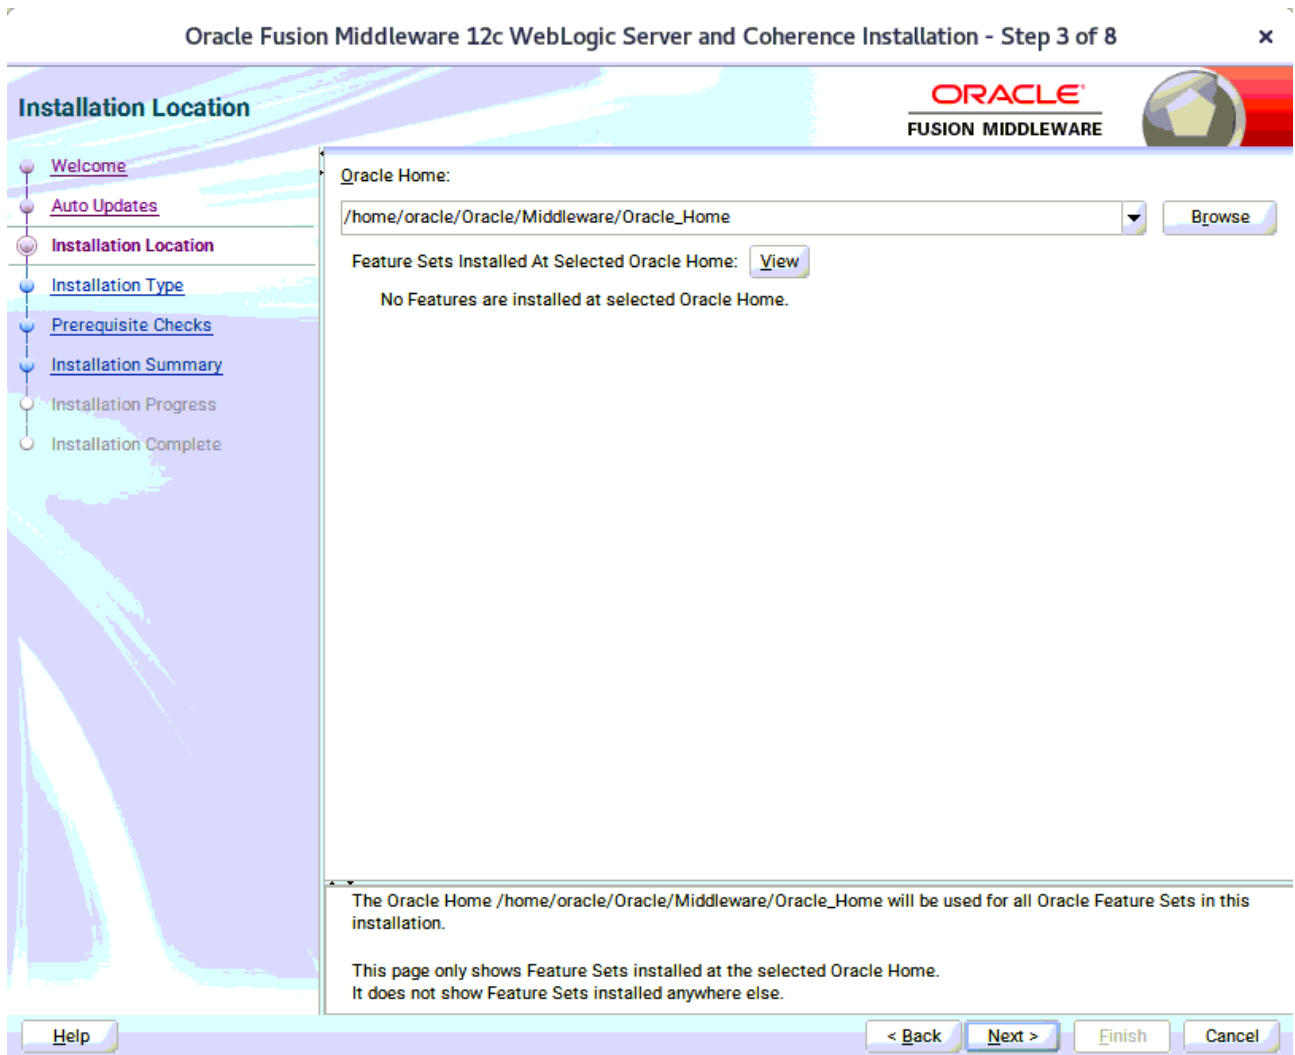 Oracle Fusion Middleware 12c WebLogic Server and Coherence Installation - Step 3 of 8
Installation Location
ORACLE
FUSION MIDDLEWARE
Welcome
Auto Updates
Installation Location
Installation Type
Prerequisite Checks
Installation Summary
Installation Progress
Installation Complete
Oracle Home:
/home/oracle/Oracle/Middleware/Oracle_Home
Browse
Feature Sets Installed At Selected Oracle Home: View
No Features are installed at selected Oracle Home.
The Oracle Home /home/oracle/Oracle/Middleware/Oracle_Home will be used for all Oracle Feature Sets in this
installation.
This page only shows Feature Sets installed at the selected Oracle Home.
It does not show Feature Sets installed anywhere else.
Help
< Back
Next >
Finish
Cancel